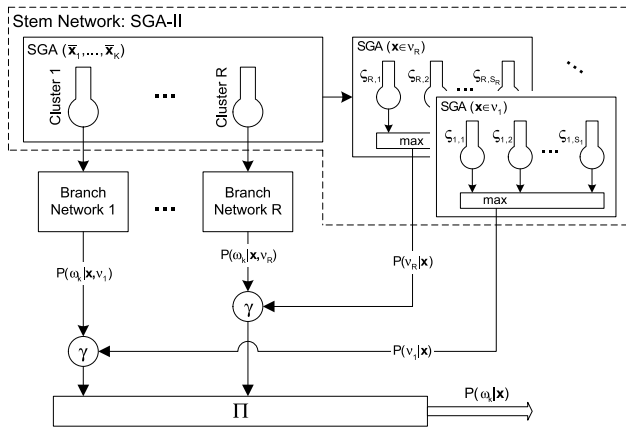 Stem Network: SGA-II
SGA (x̄₁,...,x̄K)
Cluster 1
...
Cluster R
SGA (x∈νR)
ςR,1
ςR,2
...
ςR,SR
max
...
SGA (x∈ν₁)
ς1,1
ς1,2
...
ς1,S₁
max
Branch
Network 1
...
Branch
Network R
P(ωk|x,ν₁)
P(ωk|x,νR)
P(νR|x)
γ
γ
P(ν₁|x)
Π
P(ωk|x)